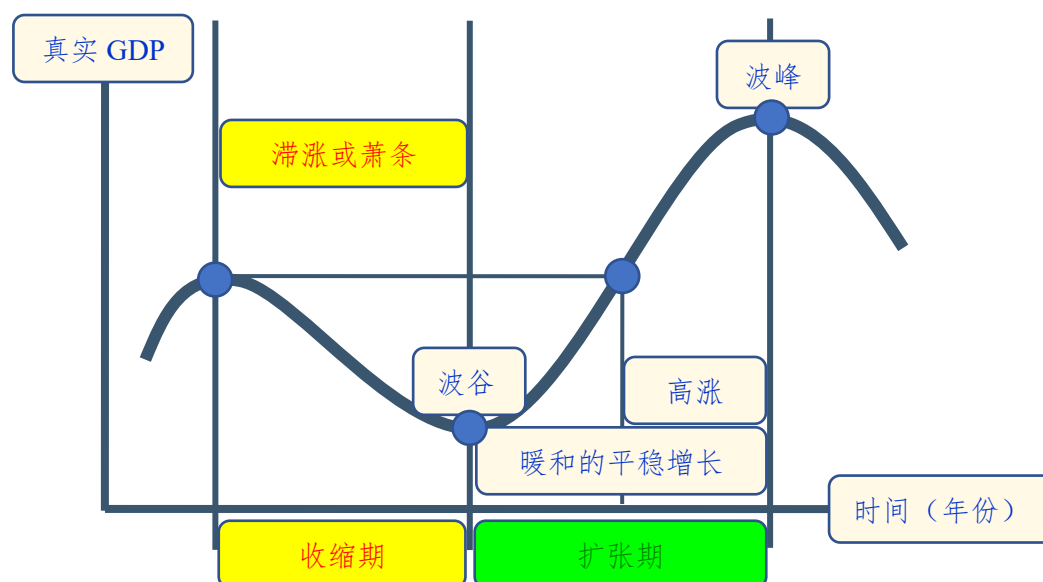 真实 GDP
波峰
滞涨或萧条
波谷
高涨
暖和的平稳增长
时间（年份）
收缩期
扩张期